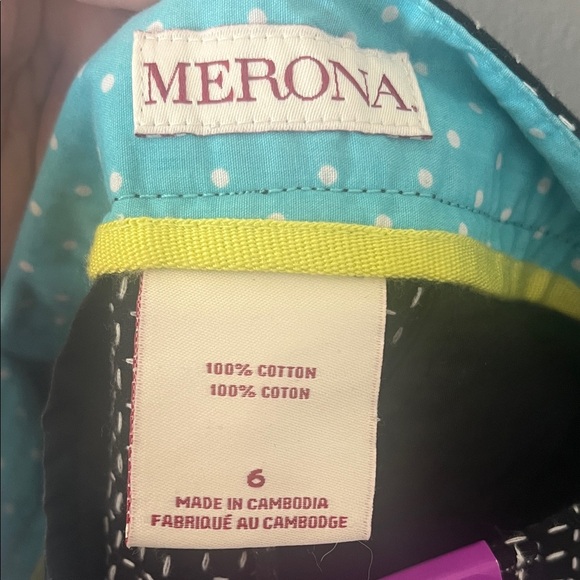 MERONA.
100% COTTON
100% COTON
6
MADE IN CAMBODIA
FABRIQUÉ AU CAMBODGE